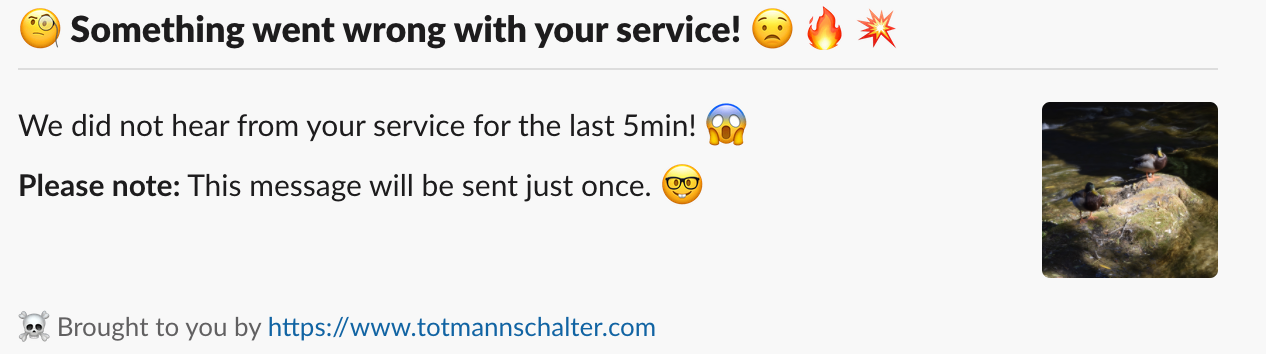 🧐 Something went wrong with your service! 😟 🔥 💥
We did not hear from your service for the last 5min! 😱
Please note: This message will be sent just once. 🤓
☠️ Brought to you by https://www.totmannschalter.com